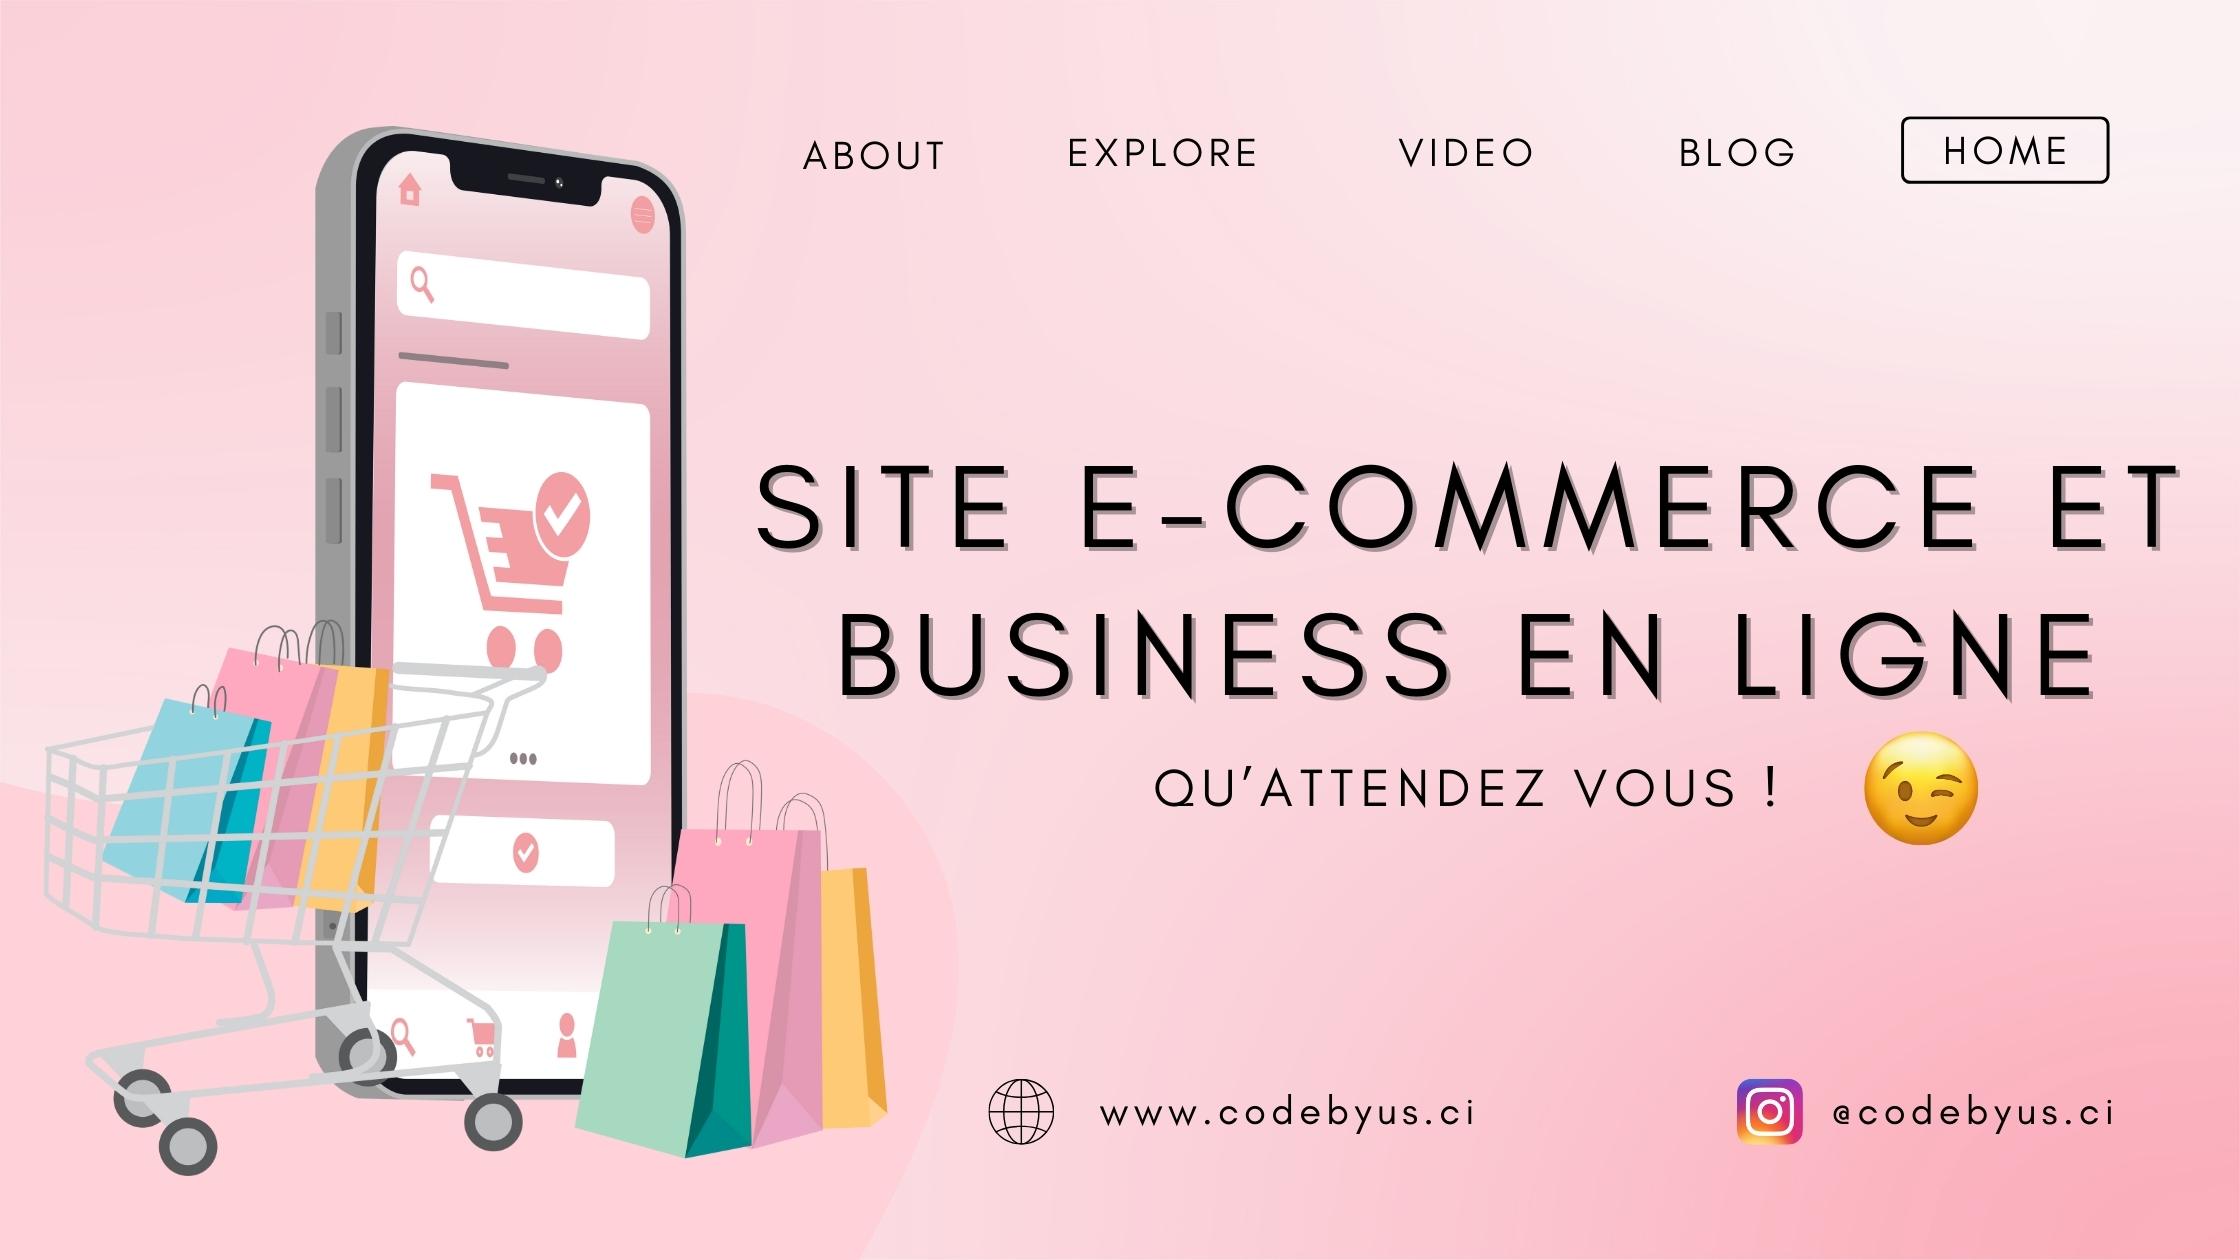 ABOUT EXPLORE VIDEO BLOG HOME
SITE E-COMMERCE ET
BUSINESS EN LIGNE
QU'ATTENDEZ VOUS !
www.codebyus.ci @codebyus.ci